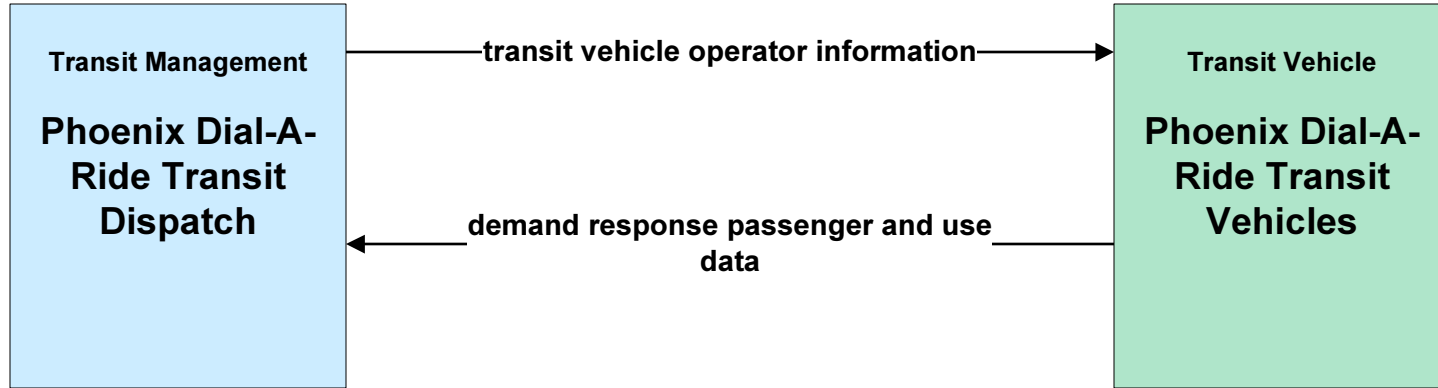 Transit Management
Phoenix Dial-A-
Ride Transit
Dispatch
transit vehicle operator information
demand response passenger and use
data
Transit Vehicle
Phoenix Dial-A-
Ride Transit
Vehicles